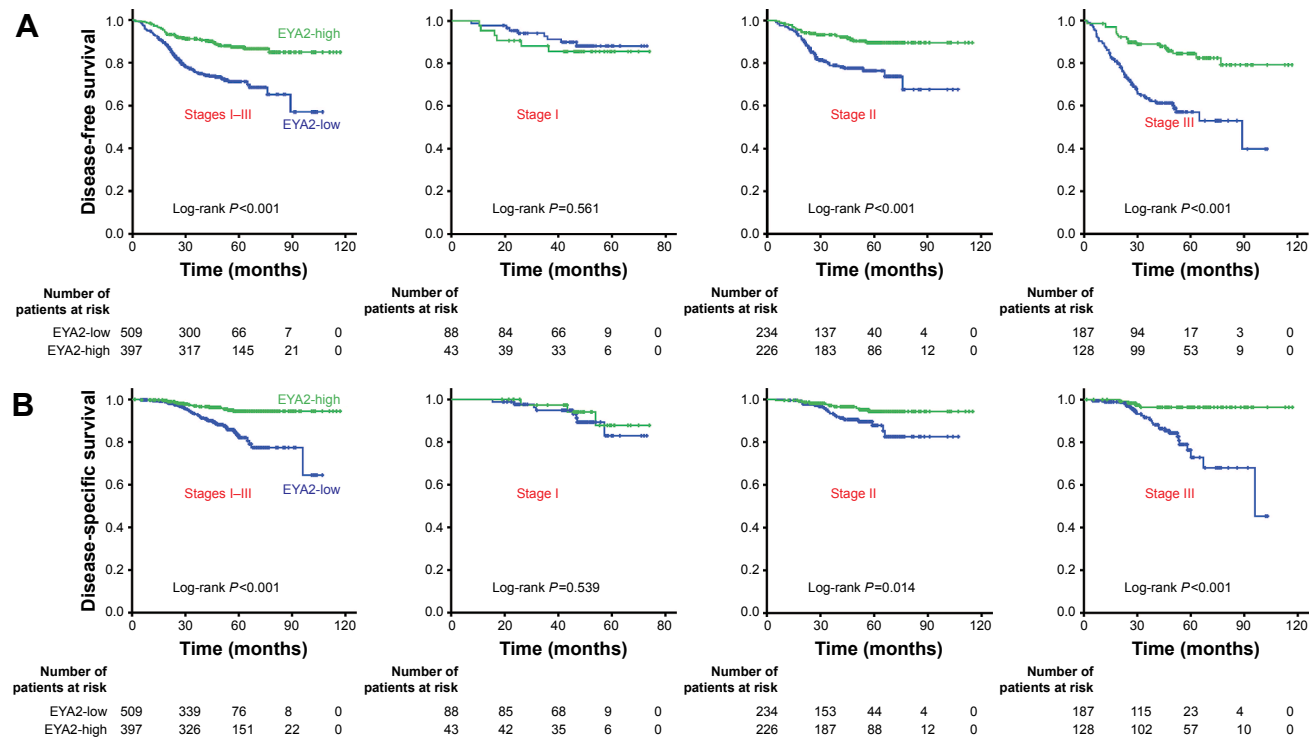 A
Disease-free survival
1.0
0.8
0.6
0.4
0.2
0.0
EYA2-high
Stages I–III
EYA2-low
Log-rank P<0.001
0 30 60 90 120
Time (months)
Number of
patients at risk
EYA2-low 509 300 66 7 0
EYA2-high 397 317 145 21 0
1.0
0.8
0.6
0.4
0.2
0.0
Stage I
Log-rank P=0.561
0 20 40 60 80
Time (months)
Number of
patients at risk
88 84 66 9 0
43 39 33 6 0
1.0
0.8
0.6
0.4
0.2
0.0
Stage II
Log-rank P<0.001
0 30 60 90 120
Time (months)
Number of
patients at risk
234 137 40 4 0
226 183 86 12 0
1.0
0.8
0.6
0.4
0.2
0.0
Stage III
Log-rank P<0.001
0 30 60 90 120
Time (months)
Number of
patients at risk
187 94 17 3 0
128 99 53 9 0
B
Disease-specific survival
1.0
0.8
0.6
0.4
0.2
0.0
EYA2-high
Stages I–III
EYA2-low
Log-rank P<0.001
0 30 60 90 120
Time (months)
Number of
patients at risk
EYA2-low 509 339 76 8 0
EYA2-high 397 326 151 22 0
1.0
0.8
0.6
0.4
0.2
0.0
Stage I
Log-rank P=0.539
0 20 40 60 80
Time (months)
Number of
patients at risk
88 85 68 9 0
43 42 35 6 0
1.0
0.8
0.6
0.4
0.2
0.0
Stage II
Log-rank P=0.014
0 30 60 90 120
Time (months)
Number of
patients at risk
234 153 44 4 0
226 187 88 12 0
1.0
0.8
0.6
0.4
0.2
0.0
Stage III
Log-rank P<0.001
0 30 60 90 120
Time (months)
Number of
patients at risk
187 115 23 4 0
128 102 57 10 0